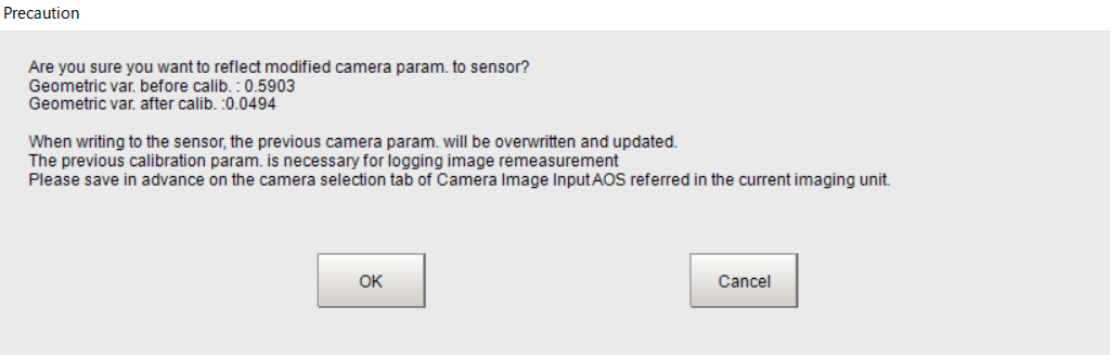 Precaution
Are you sure you want to reflect modified camera param. to sensor?
Geometric var. before calib. : 0.5903
Geometric var. after calib. :0.0494
When writing to the sensor, the previous camera param. will be overwritten and updated.
The previous calibration param. is necessary for logging image remeasurement
Please save in advance on the camera selection tab of Camera Image Input AOS referred in the current imaging unit.
OK
Cancel